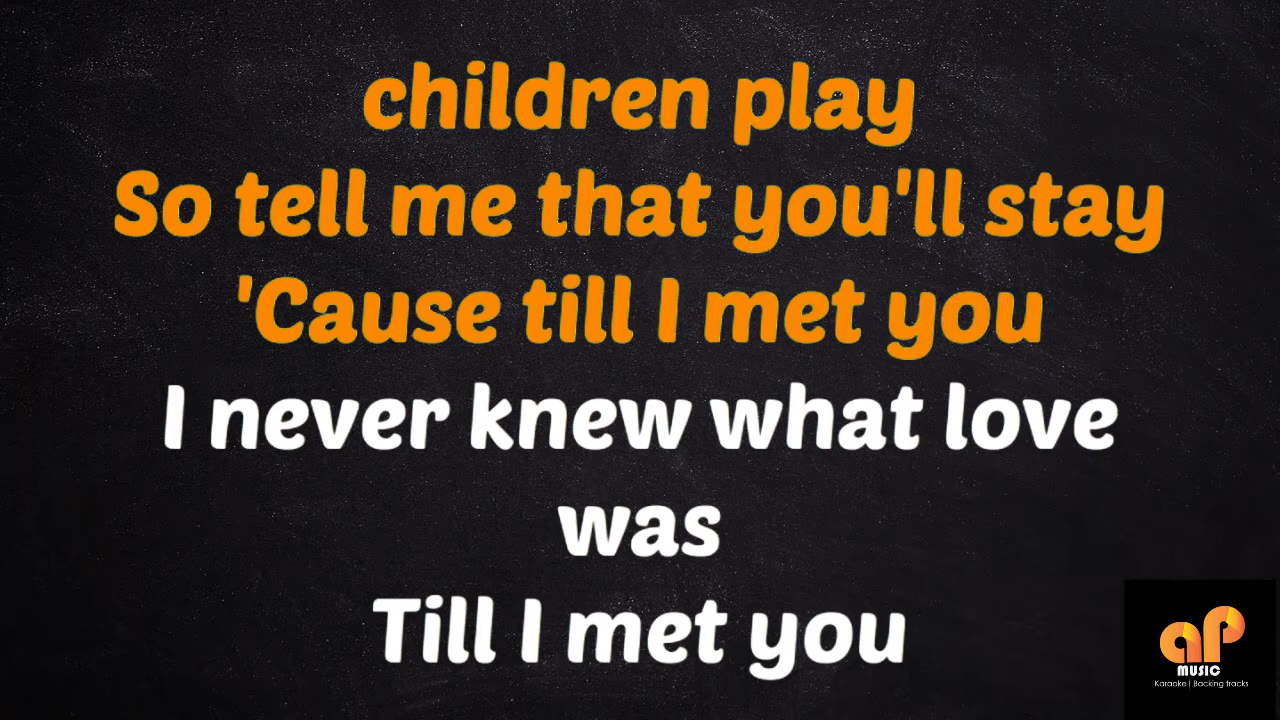 children play
So tell me that you'll stay
'Cause till I met you
I never knew what love
was
Till I met you
aP
MUSIC
Karaoke | Backing tracks